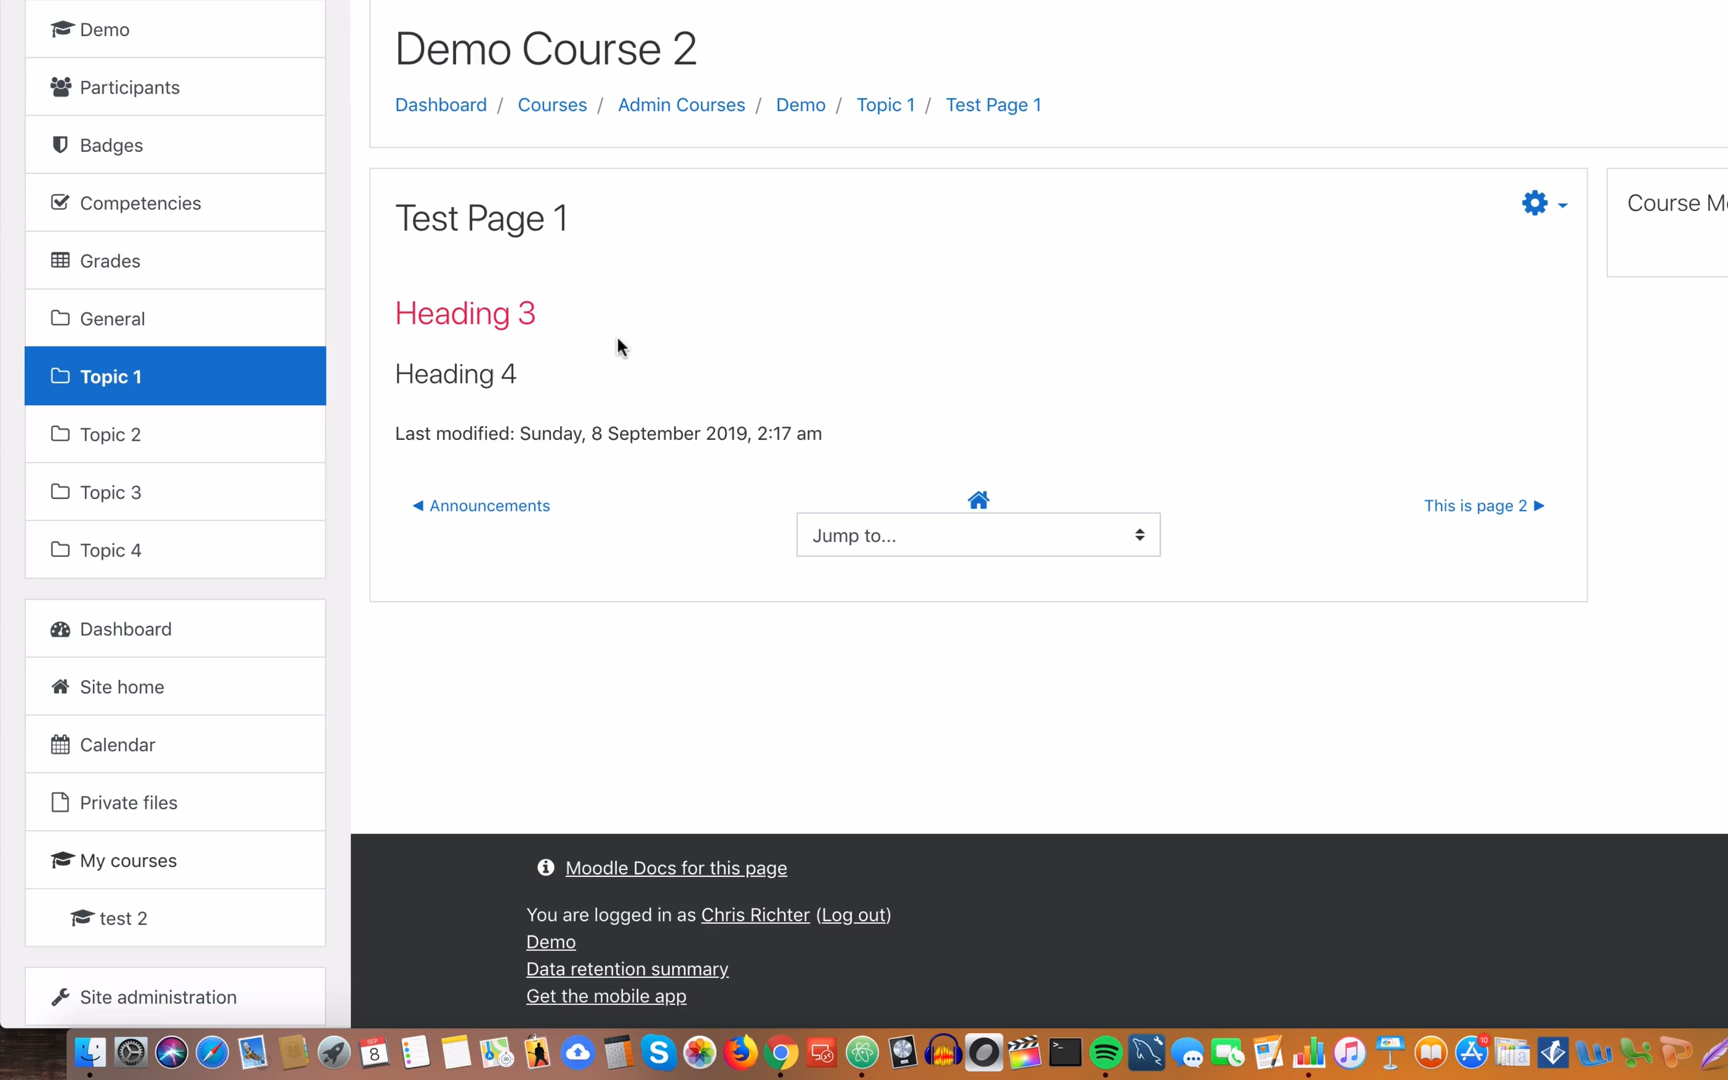 Demo
Participants
Badges
Competencies
Grades
General
Topic 1
Topic 2
Topic 3
Topic 4
Dashboard
Site home
Calendar
Private files
My courses
test 2
Site administration
Demo Course 2
Dashboard / Courses / Admin Courses / Demo / Topic 1 / Test Page 1
Test Page 1
Heading 3
Heading 4
Last modified: Sunday, 8 September 2019, 2:17 am
◀ Announcements
Jump to...
This is page 2 ▶
Course M
Moodle Docs for this page
You are logged in as Chris Richter (Log out)
Demo
Data retention summary
Get the mobile app
SEP
8